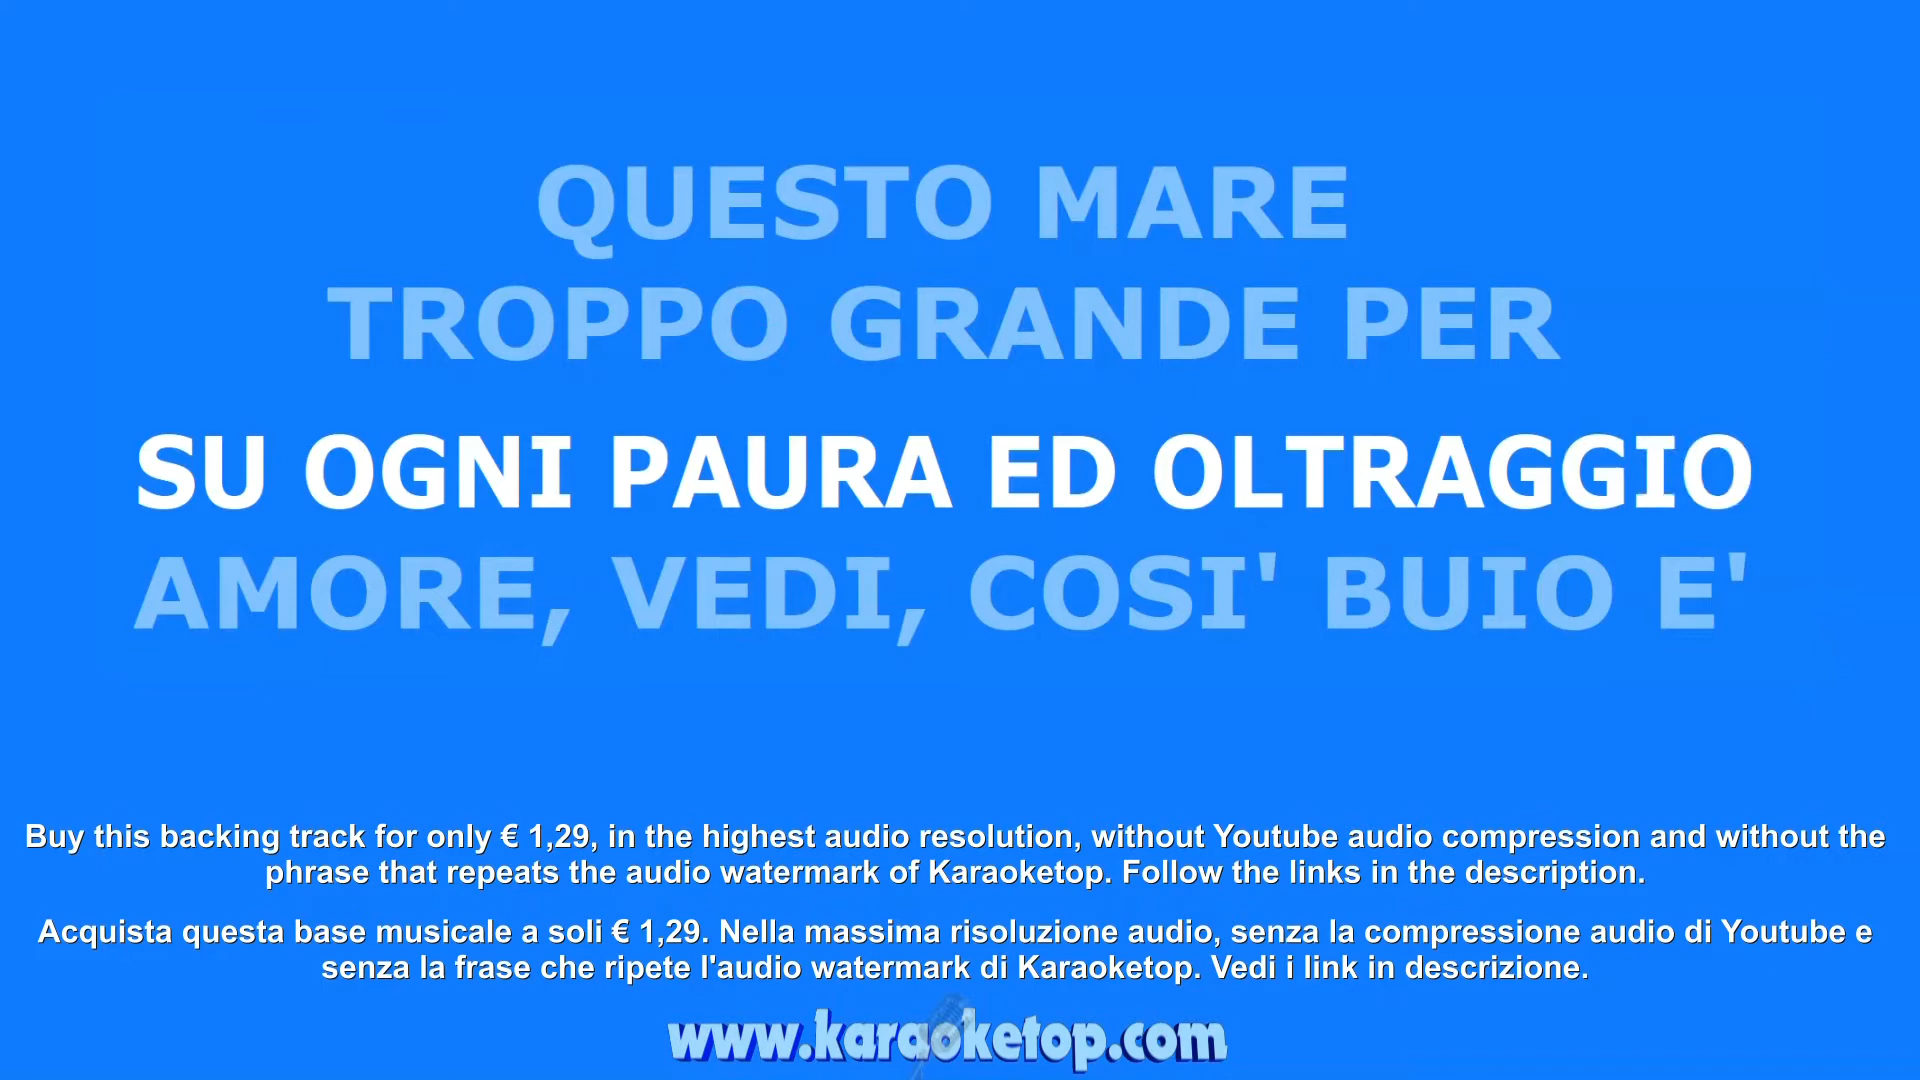 QUESTO MARE
TROPPO GRANDE PER
SU OGNI PAURA ED OLTRAGGIO
AMORE, VEDI, COSI' BUIO E'
Buy this backing track for only € 1,29, in the highest audio resolution, without Youtube audio compression and without the
phrase that repeats the audio watermark of Karaoketop. Follow the links in the description.
Acquista questa base musicale a soli € 1,29. Nella massima risoluzione audio, senza la compressione audio di Youtube e
senza la frase che ripete l'audio watermark di Karaoketop. Vedi i link in descrizione.
www.karaoketop.com